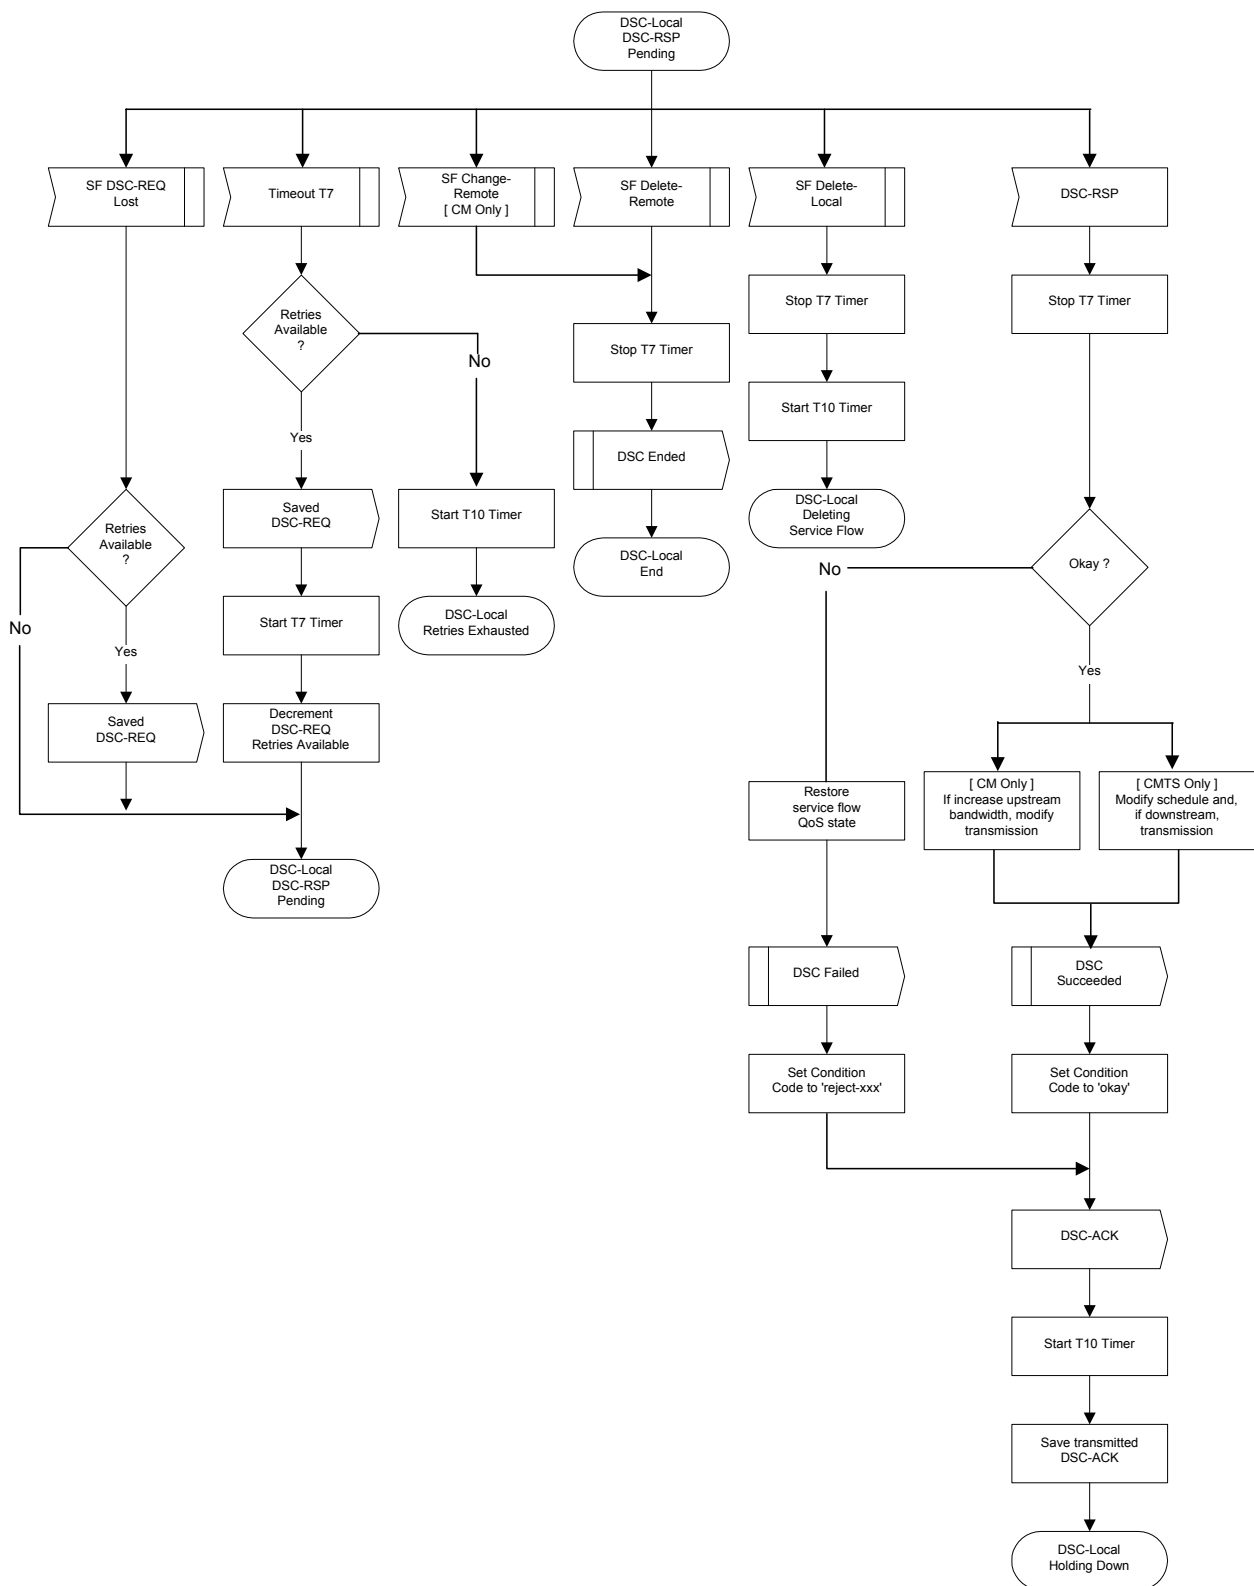 DSC-Local
DSC-RSP
Pending
SF DSC-REQ
Lost
Timeout T7
SF Change-
Remote
[ CM Only ]
SF Delete-
Remote
SF Delete-
Local
DSC-RSP
Retries
Available
?
No
Stop T7 Timer
Stop T7 Timer
Stop T7 Timer
Yes
DSC Ended
Start T10 Timer
Retries
Available
?
No
Saved
DSC-REQ
Start T10 Timer
DSC-Local
End
DSC-Local
Deleting
Service Flow
No
Okay ?
Yes
Start T7 Timer
DSC-Local
Retries Exhausted
Yes
Saved
DSC-REQ
Decrement
DSC-REQ
Retries Available
Restore
service flow
QoS state
[ CM Only ]
If increase upstream
bandwidth, modify
transmission
[ CMTS Only ]
Modify schedule and,
if downstream,
transmission
DSC-Local
DSC-RSP
Pending
DSC Failed
DSC
Succeeded
Set Condition
Code to 'reject-xxx'
Set Condition
Code to 'okay'
DSC-ACK
Start T10 Timer
Save transmitted
DSC-ACK
DSC-Local
Holding Down